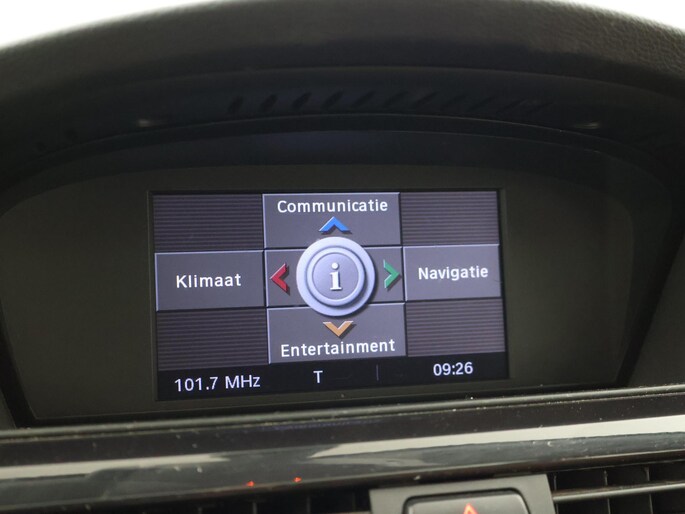 Communicatie
Klimaat
i
Navigatie
Entertainment
101.7 MHz T 09:26